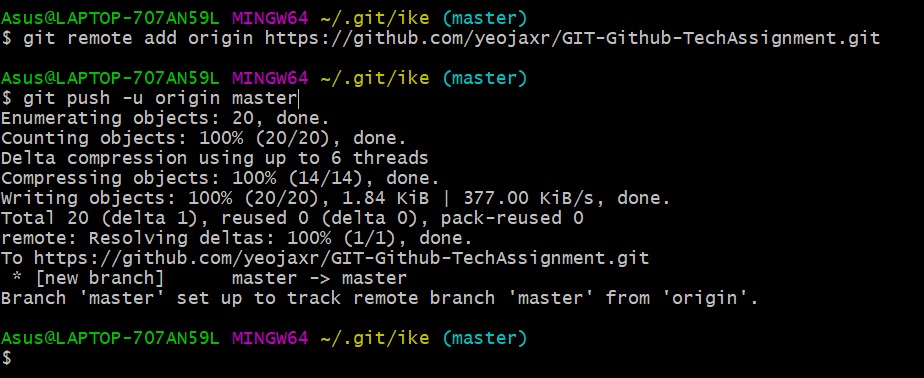 Asus@LAPTOP-707AN59L MINGW64 ~/.git/ike (master)
$ git remote add origin https://github.com/yeojaxr/GIT-Github-TechAssignment.git
Asus@LAPTOP-707AN59L MINGW64 ~/.git/ike (master)
$ git push -u origin master
Enumerating objects: 20, done.
Counting objects: 100% (20/20), done.
Delta compression using up to 6 threads
Compressing objects: 100% (14/14), done.
Writing objects: 100% (20/20), 1.84 KiB | 377.00 KiB/s, done.
Total 20 (delta 1), reused 0 (delta 0), pack-reused 0
remote: Resolving deltas: 100% (1/1), done.
To https://github.com/yeojaxr/GIT-Github-TechAssignment.git
 * [new branch]      master -> master
Branch 'master' set up to track remote branch 'master' from 'origin'.
Asus@LAPTOP-707AN59L MINGW64 ~/.git/ike (master)
$